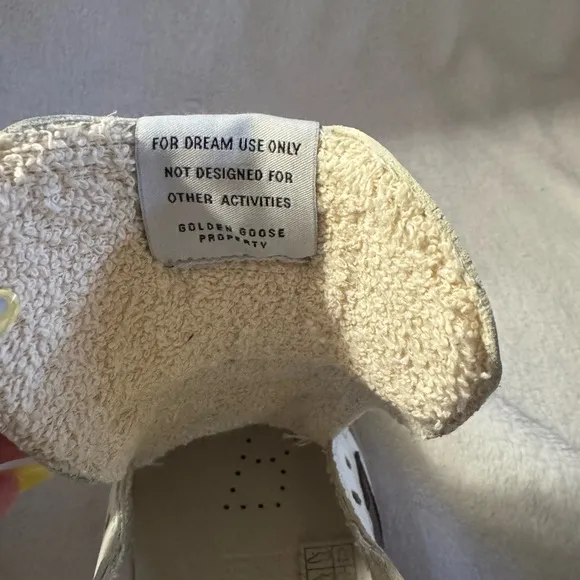 FOR DREAM USE ONLY
NOT DESIGNED FOR
OTHER ACTIVITIES
GOLDEN GOOSE
PROPERTY